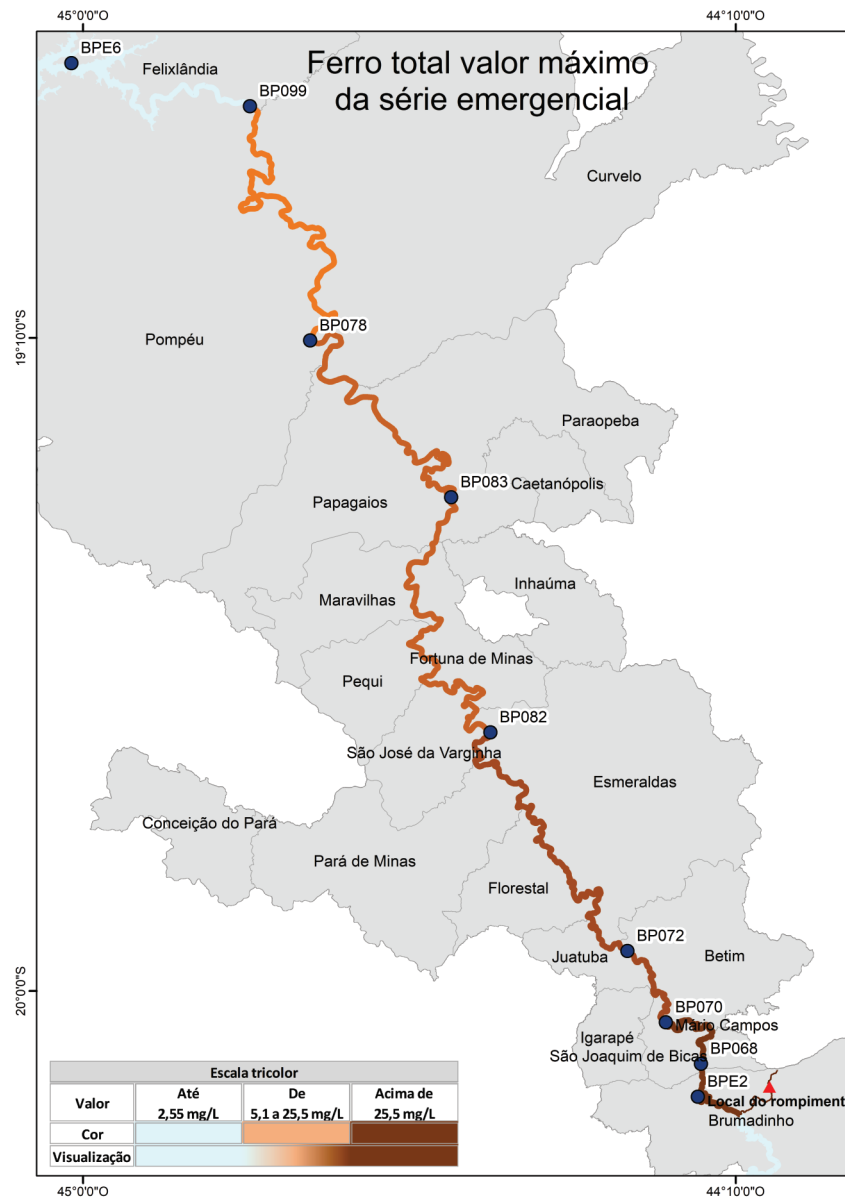 45°0'0"O
44°10'0"O
BPE6
Felixlândia
Ferro total valor máximo
da série emergencial
BP099
Curvelo
19°10'0"S
BP078
Pompéu
Paraopeba
BP083
Caetanópolis
Papagaios
Inhaúma
Maravilhas
Fortuna de Minas
Pequi
BP082
São José da Varginha
Esmeraldas
Conceição do Pará
Pará de Minas
Florestal
BP072
Juatuba
Betim
20°0'0"S
BP070
Mário Campos
Igarapé
BP068
São Joaquim de Bicas
BPE2
Local do rompiment
Brumadinho
Escala tricolor
Valor
Até
2,55 mg/L
De
5,1 a 25,5 mg/L
Acima de
25,5 mg/L
Cor
Visualização
45°0'0"O
44°10'0"O